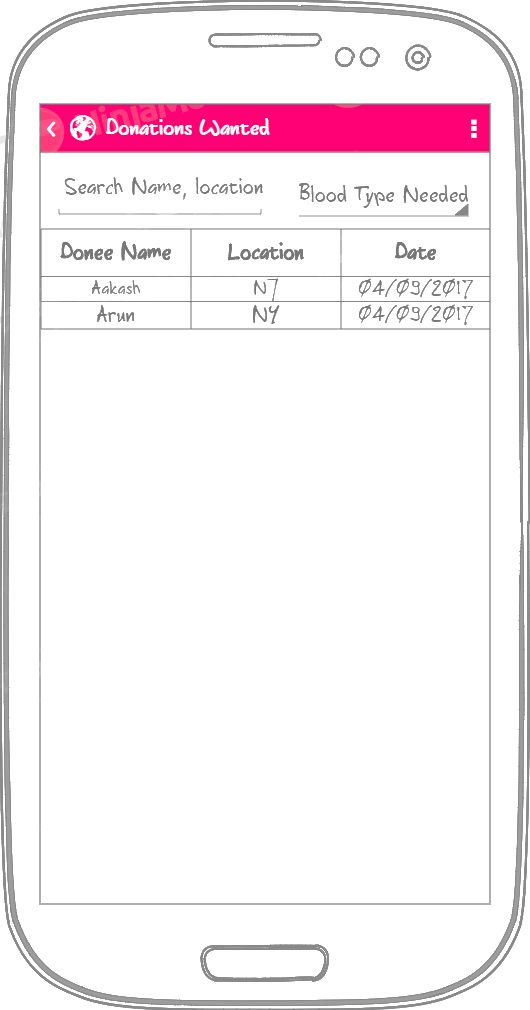 Donations Wanted
Search Name, location
Blood Type Needed
Donee Name Location Date
Aakash NJ 04/09/2017
Arun NY 04/09/2017